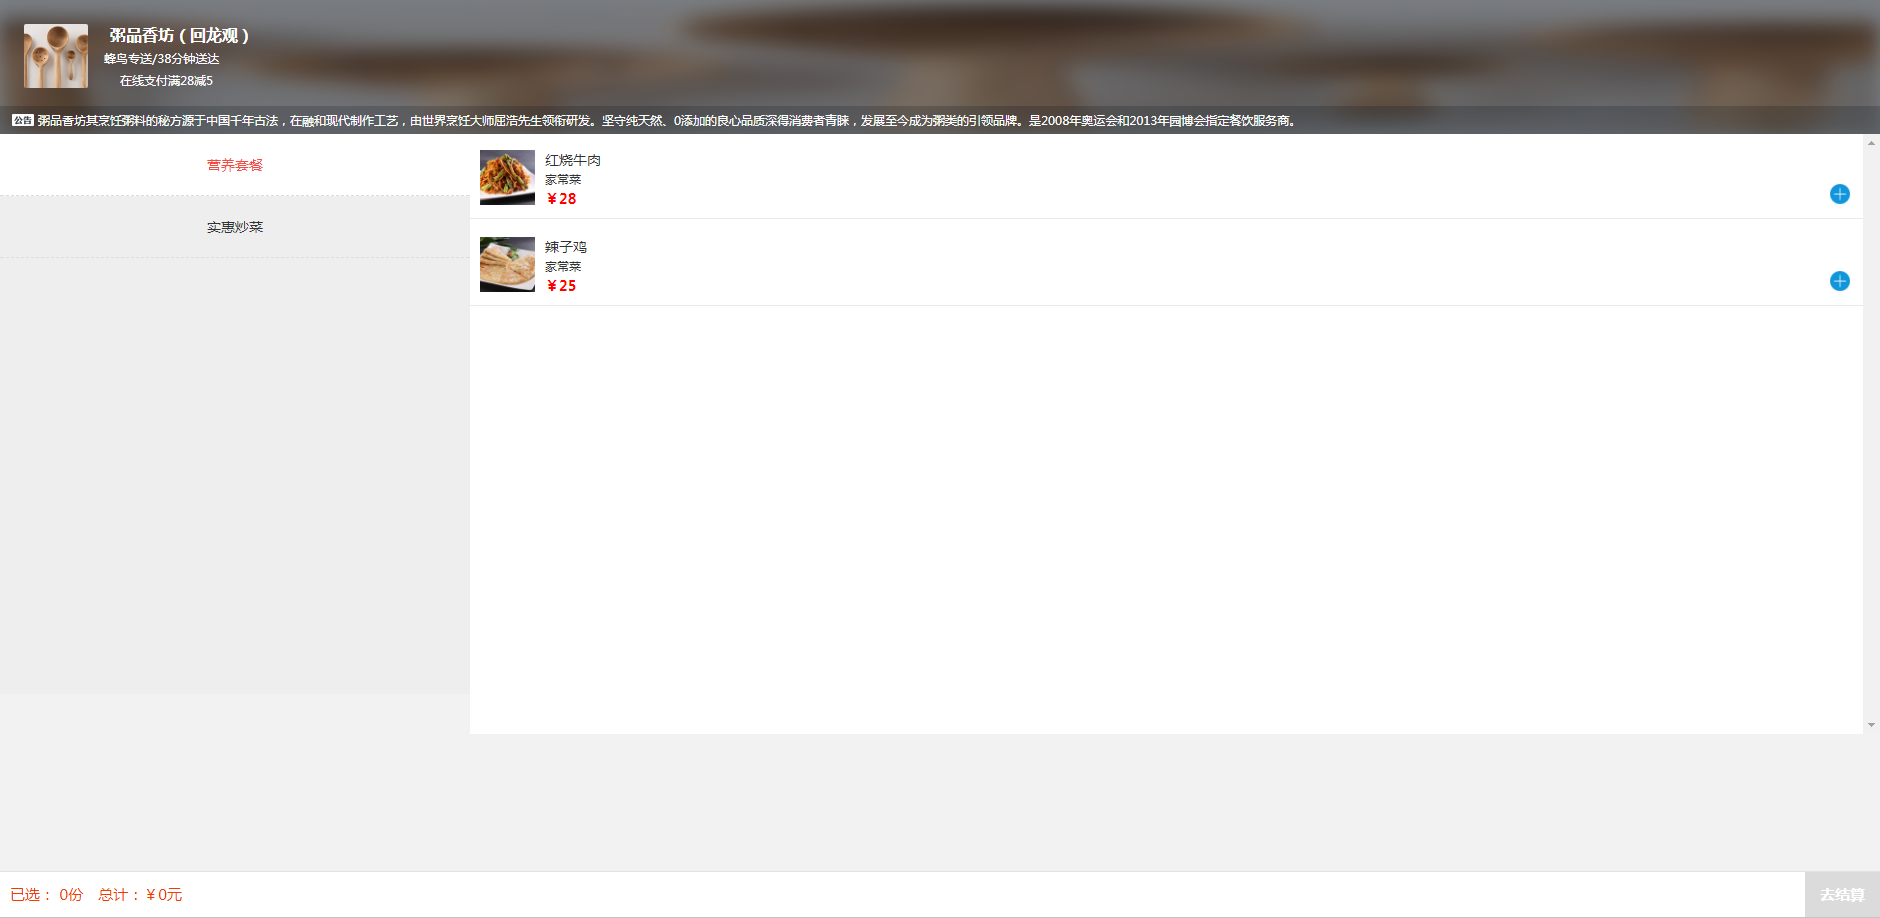 粥品香坊（回龙观）
蜂鸟专送/38分钟送达
在线支付满28减5
公告 粥品香坊其烹饪粥料的秘方源于中国千年古法，在融和现代制作工艺，由世界烹饪大师屈浩先生领衔研发。坚守纯天然、0添加的良心品质深得消费者青睐，发展至今成为粥类的引领品牌。是2008年奥运会和2013年园博会指定餐饮服务商。
营养套餐
实惠炒菜
红烧牛肉
家常菜
￥28
辣子鸡
家常菜
￥25
已选： 0份 总计：￥0元
去结算